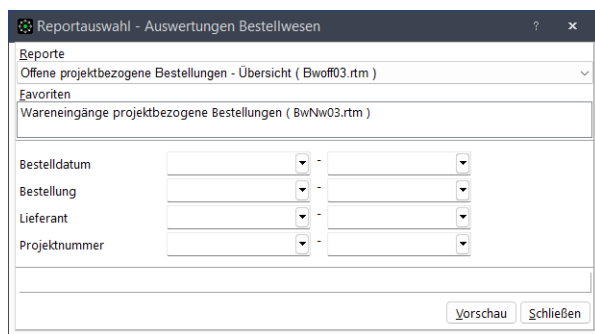 Reportauswahl - Auswertungen Bestellwesen ? ×
Reporte
Offene projektbezogene Bestellungen - Übersicht ( Bwoff03.rtm )
Favoriten
Wareneingänge projektbezogene Bestellungen ( BwNw03.rtm )
Bestelldatum -
Bestellung -
Lieferant -
Projektnummer -
Vorschau Schließen